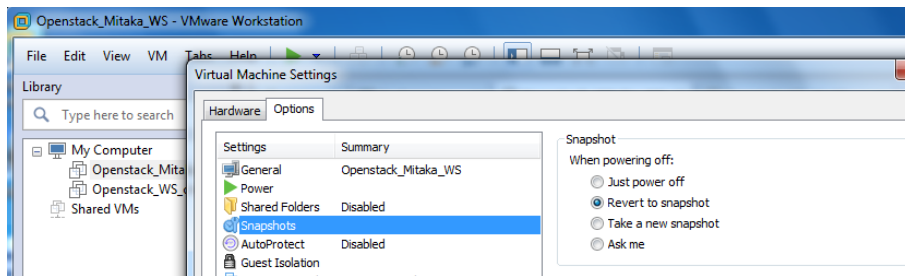 Openstack_Mitaka_WS - VMware Workstation
File Edit View VM Tabs Help
Virtual Machine Settings
Library
Hardware Options
Type here to search
Settings Summary
Snapshot
My Computer
General Openstack_Mitaka_WS
When powering off:
Openstack_Mita
Power
Just power off
Openstack_WS_
Shared Folders Disabled
Revert to snapshot
Shared VMs
Snapshots
Take a new snapshot
AutoProtect Disabled
Ask me
Guest Isolation